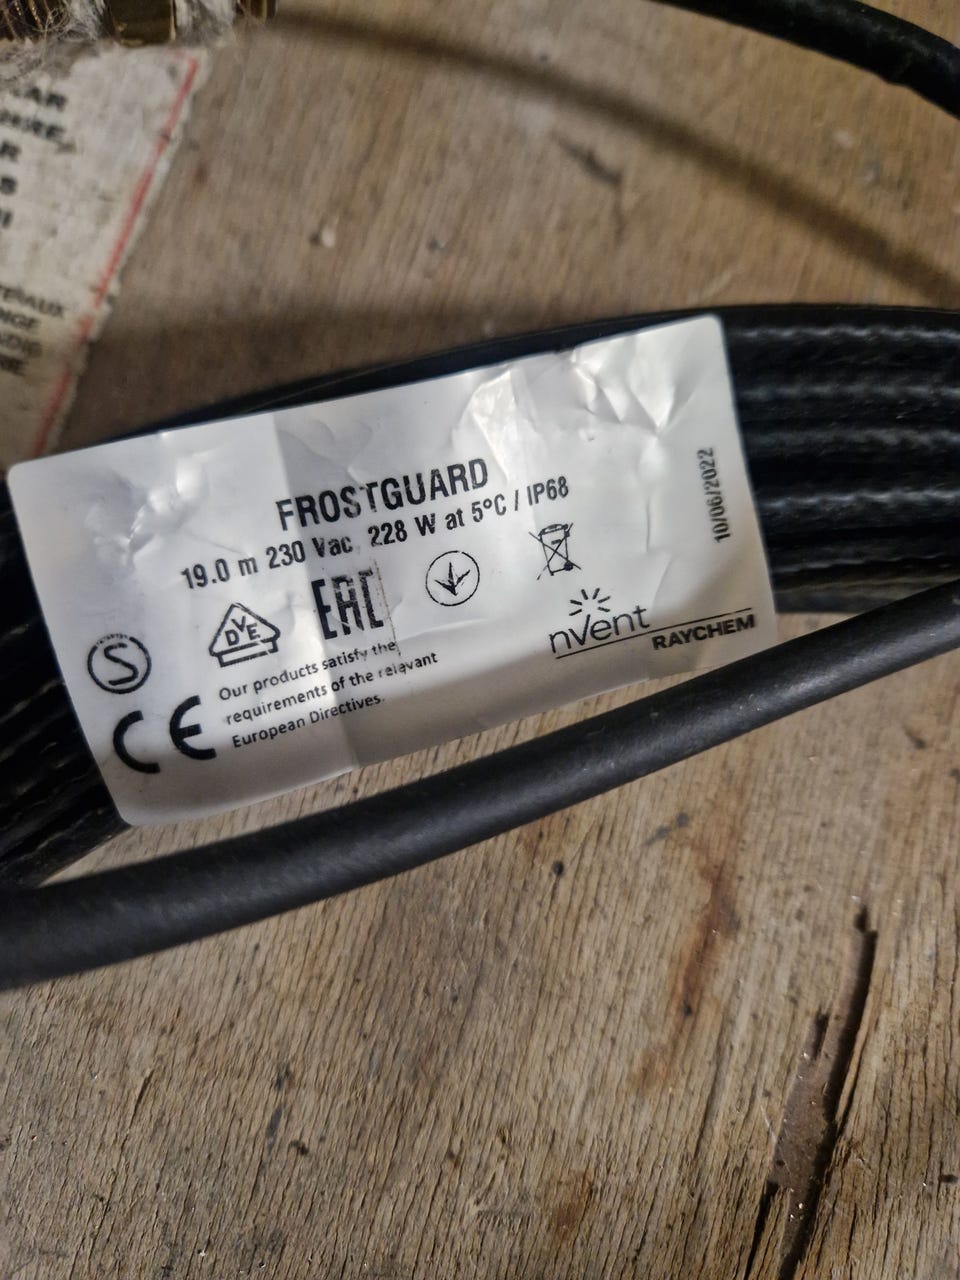 FROSTGUARD
19.0 m 230 Vac, 228 W at 5°C / IP68
10/06/2022
S
DVE
EAC
nvent
RAYCHEM
CE
Our products satisfy the
requirements of the relevant
European Directives.